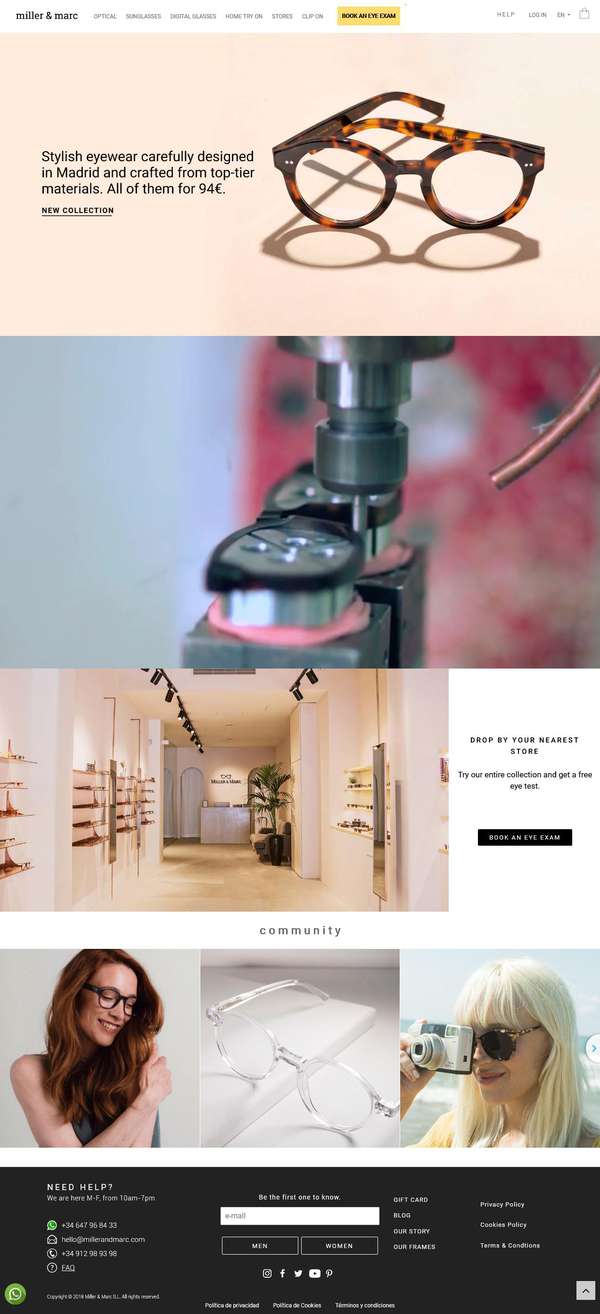 miller & marc
OPTICAL SUNGLASSES DIGITAL GLASSES HOME TRY ON STORES CLIP ON BOOK AN EYE EXAM HELP LOG IN EN
Stylish eyewear carefully designed
in Madrid and crafted from top-tier
materials. All of them for 94€.
NEW COLLECTION
MILLER & MARC
DROP BY YOUR NEAREST
STORE
Try our entire collection and get a free
eye test.
BOOK AN EYE EXAM
community
NEED HELP?
We are here M-F, from 10am-7pm
+34 647 96 84 33
hello@millerandmarc.com
+34 912 98 93 98
FAQ
Copyright © 2018 Miller & Marc S.L. All rights reserved.
Be the first one to know.
e-mail
MEN WOMEN
GIFT CARD
BLOG
OUR STORY
OUR FRAMES
Privacy Policy
Cookies Policy
Terms & Condtions
Política de privacidad Política de Cookies Términos y condiciones